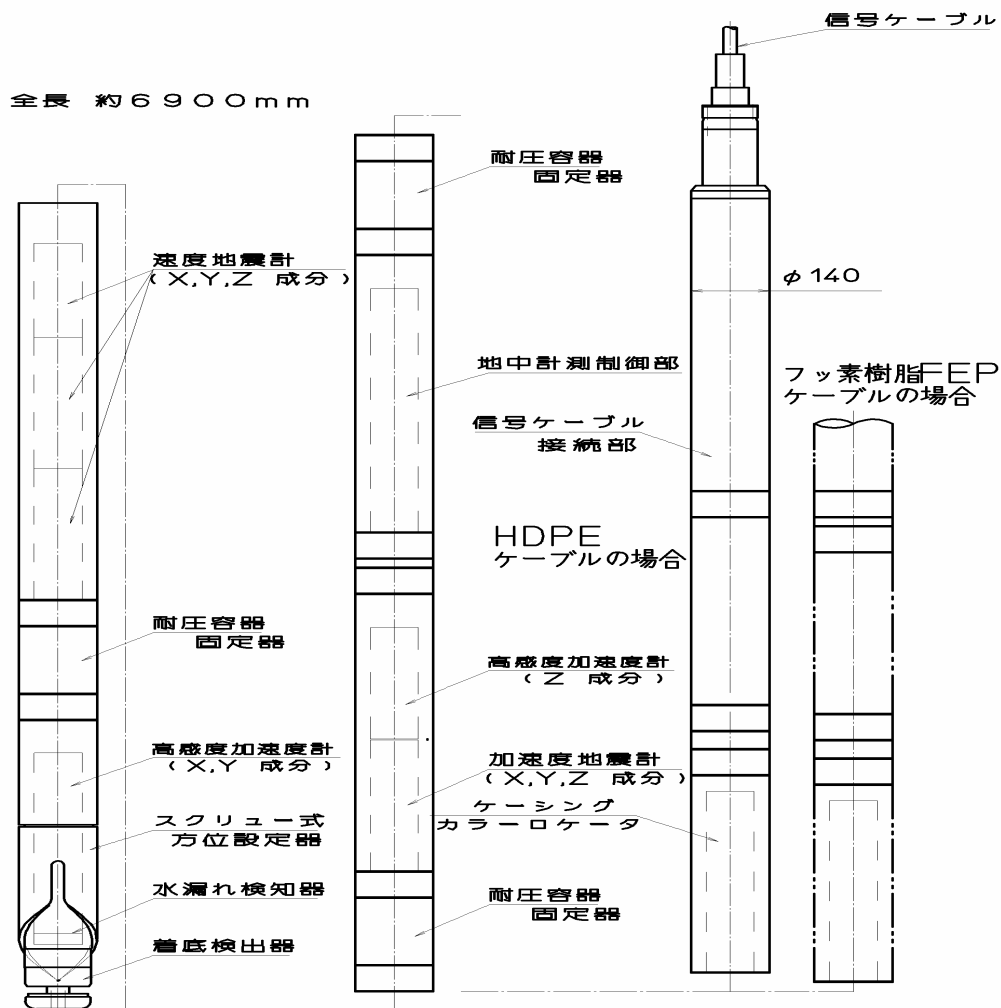 全長 約6900mm
速度地震計
(X,Y,Z 成分)
耐圧容器
固定器
高感度加速度計
(X,Y 成分)
スクリュー式
方位設定器
水漏れ検知器
着底検出器
耐圧容器
固定器
地中計測制御部
信号ケーブル
接続部
HDPE
ケーブルの場合
高感度加速度計
(Z 成分)
加速度地震計
(X,Y,Z 成分)
ケーシング
カラーロケータ
耐圧容器
固定器
信号ケーブル
φ140
フッ素樹脂FEP
ケーブルの場合